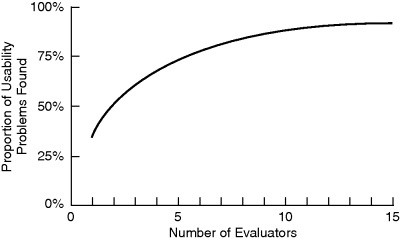 100%
75%
50%
25%
0%
Proportion of Usability
Problems Found
0 5 10 15
Number of Evaluators